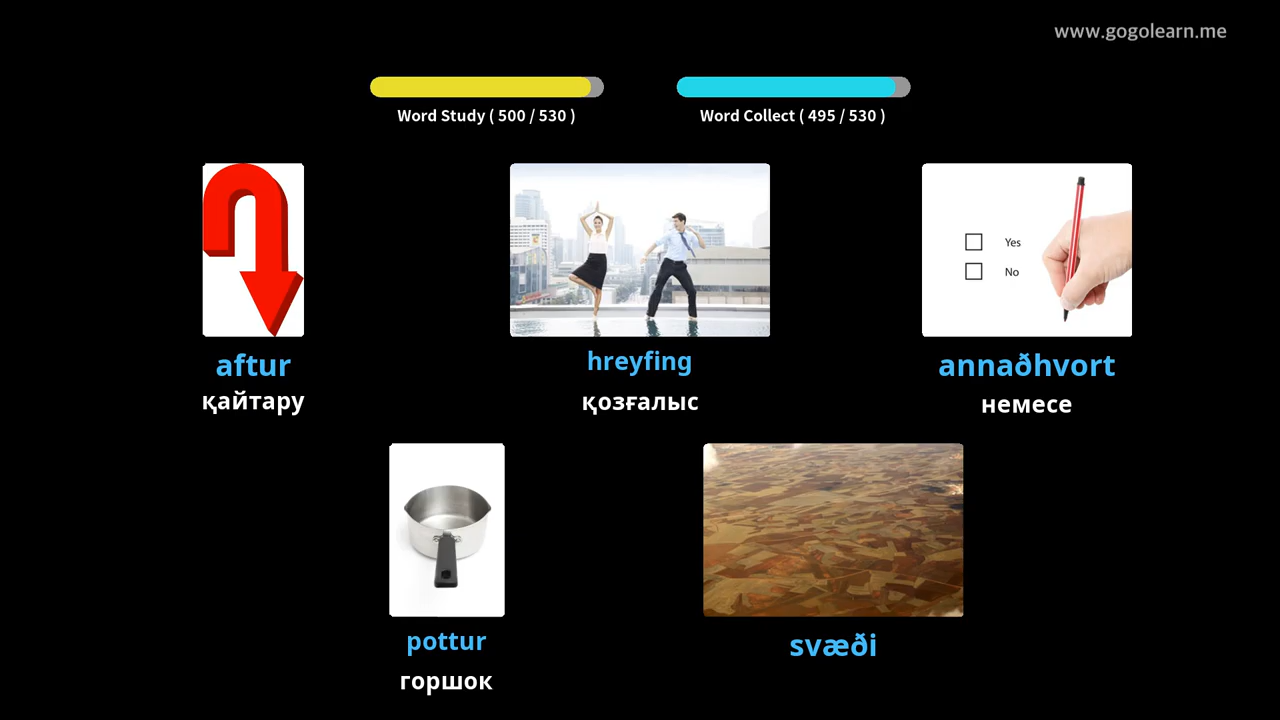 www.gogolearn.me
Word Study ( 500 / 530 )
Word Collect ( 495 / 530 )
Yes
No
aftur
қайтару
hreyfing
қозғалыс
annaðhvort
немесе
pottur
горшок
svæði